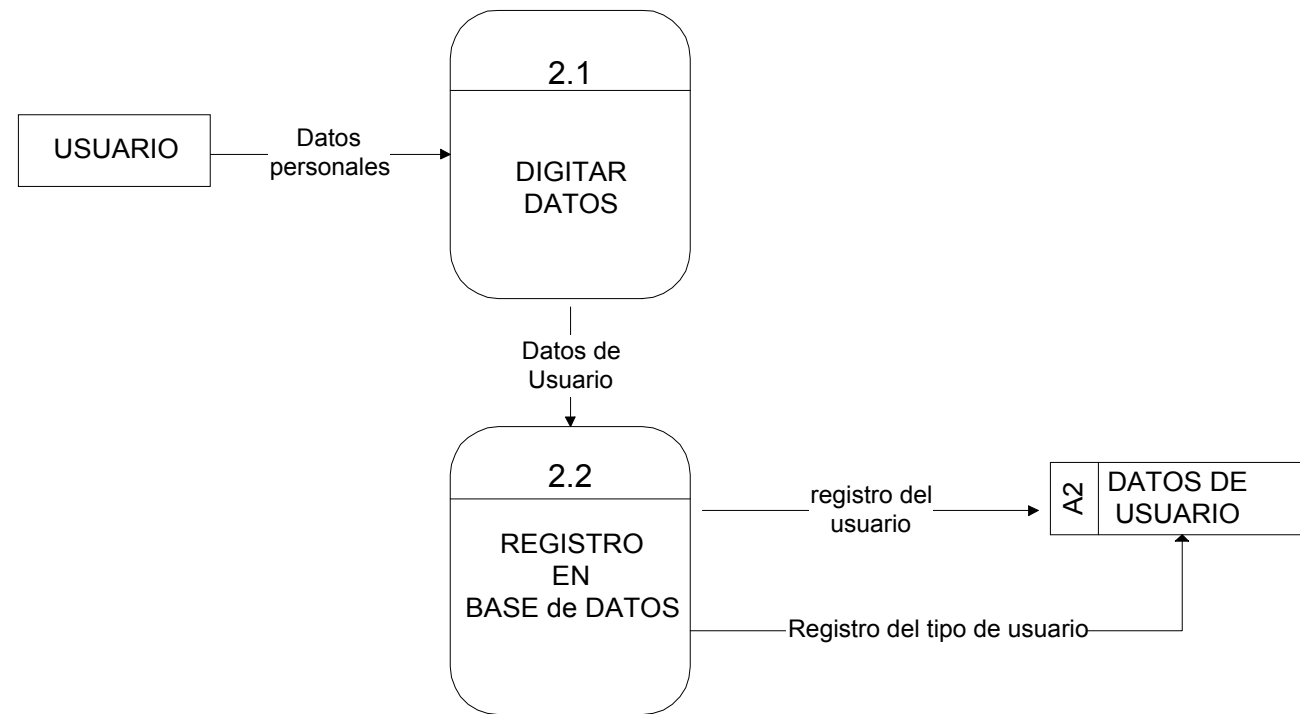 2.1
USUARIO
Datos
personales
DIGITAR
DATOS
Datos de
Usuario
2.2
REGISTRO
EN
BASE de DATOS
registro del
usuario
A2
DATOS DE
USUARIO
Registro del tipo de usuario